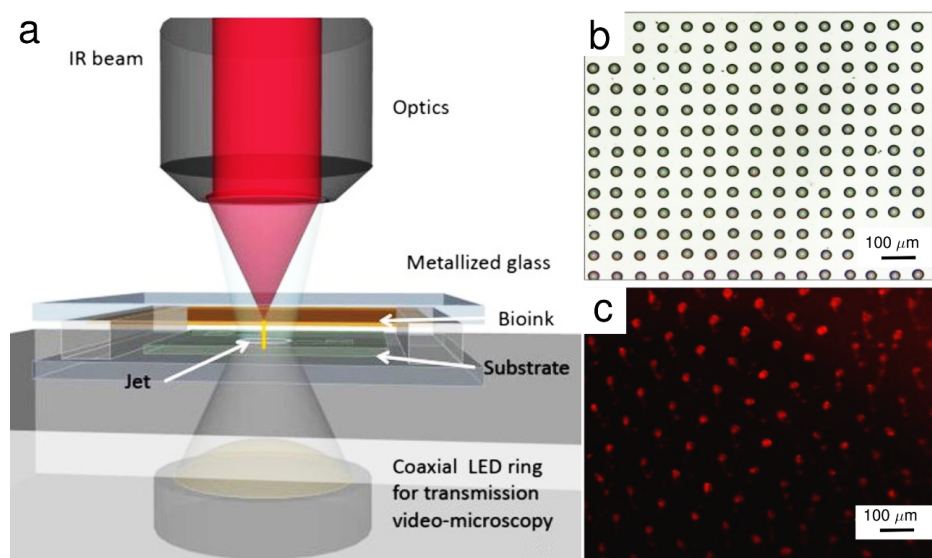 a
IR beam
Optics
Metallized glass
Bioink
Jet
Substrate
Coaxial LED ring
for transmission
video-microscopy
b
100 μm
c
100 μm